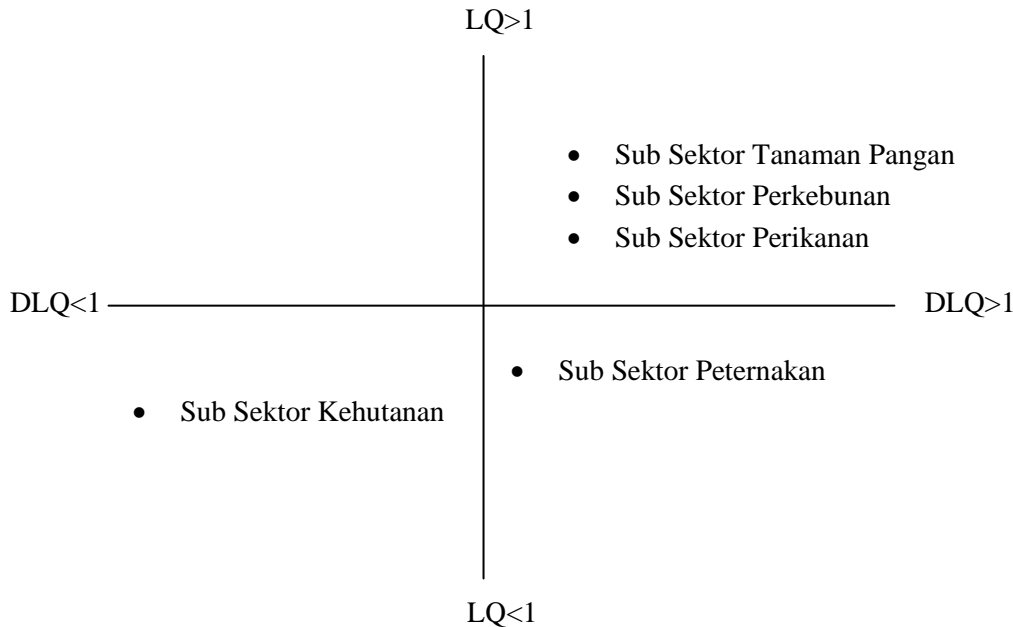 LQ>1
• Sub Sektor Tanaman Pangan
• Sub Sektor Perkebunan
• Sub Sektor Perikanan
DLQ<1
DLQ>1
• Sub Sektor Peternakan
• Sub Sektor Kehutanan
LQ<1